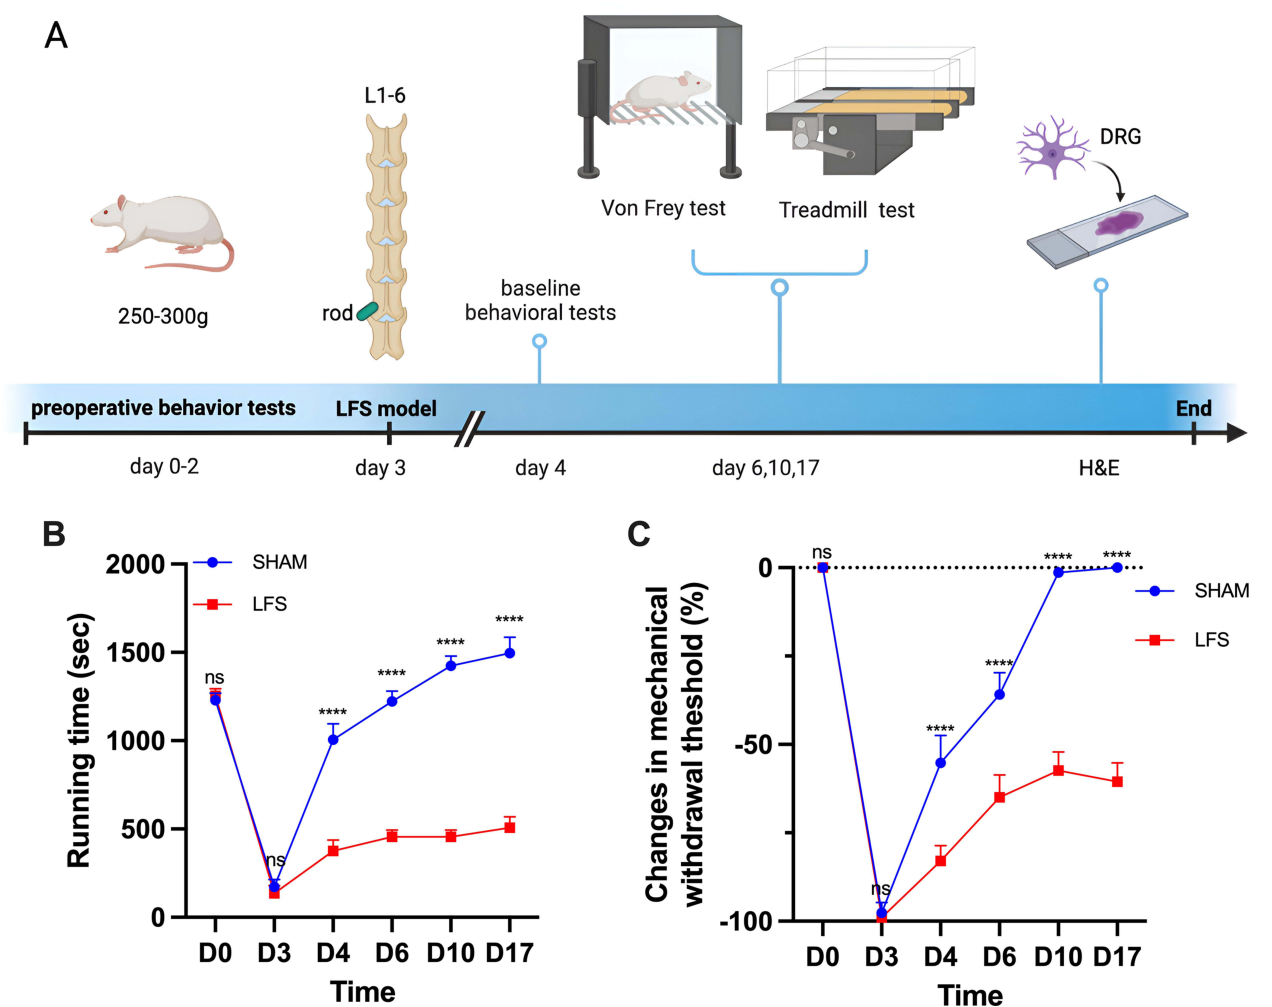 A
L1-6
DRG
Von Frey test
Treadmill test
250-300g
rod
baseline
behavioral tests
preoperative behavior tests
LFS model
End
day 0-2
day 3
day 4
day 6,10,17
H&E
B
2000
1500
1000
500
0
Running time (sec)
SHAM
LFS
ns
ns
****
****
****
****
D0
D3
D4
D6
D10
D17
Time
C
0
-50
-100
Changes in mechanical
withdrawal theshold (%)
ns
ns
****
****
****
****
SHAM
LFS
D0
D3
D4
D6
D10
D17
Time